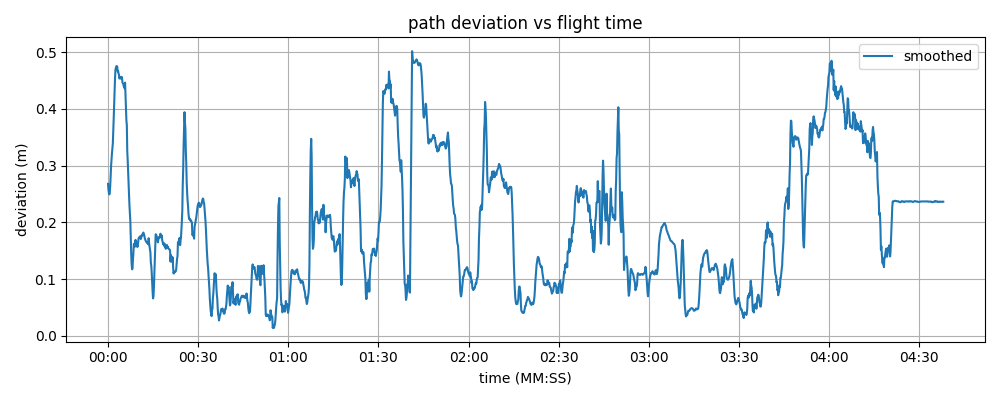 path deviation vs flight time
smoothed
deviation (m)
0.5
0.4
0.3
0.2
0.1
0.0
00:00 00:30 01:00 01:30 02:00 02:30 03:00 03:30 04:00 04:30
time (MM:SS)